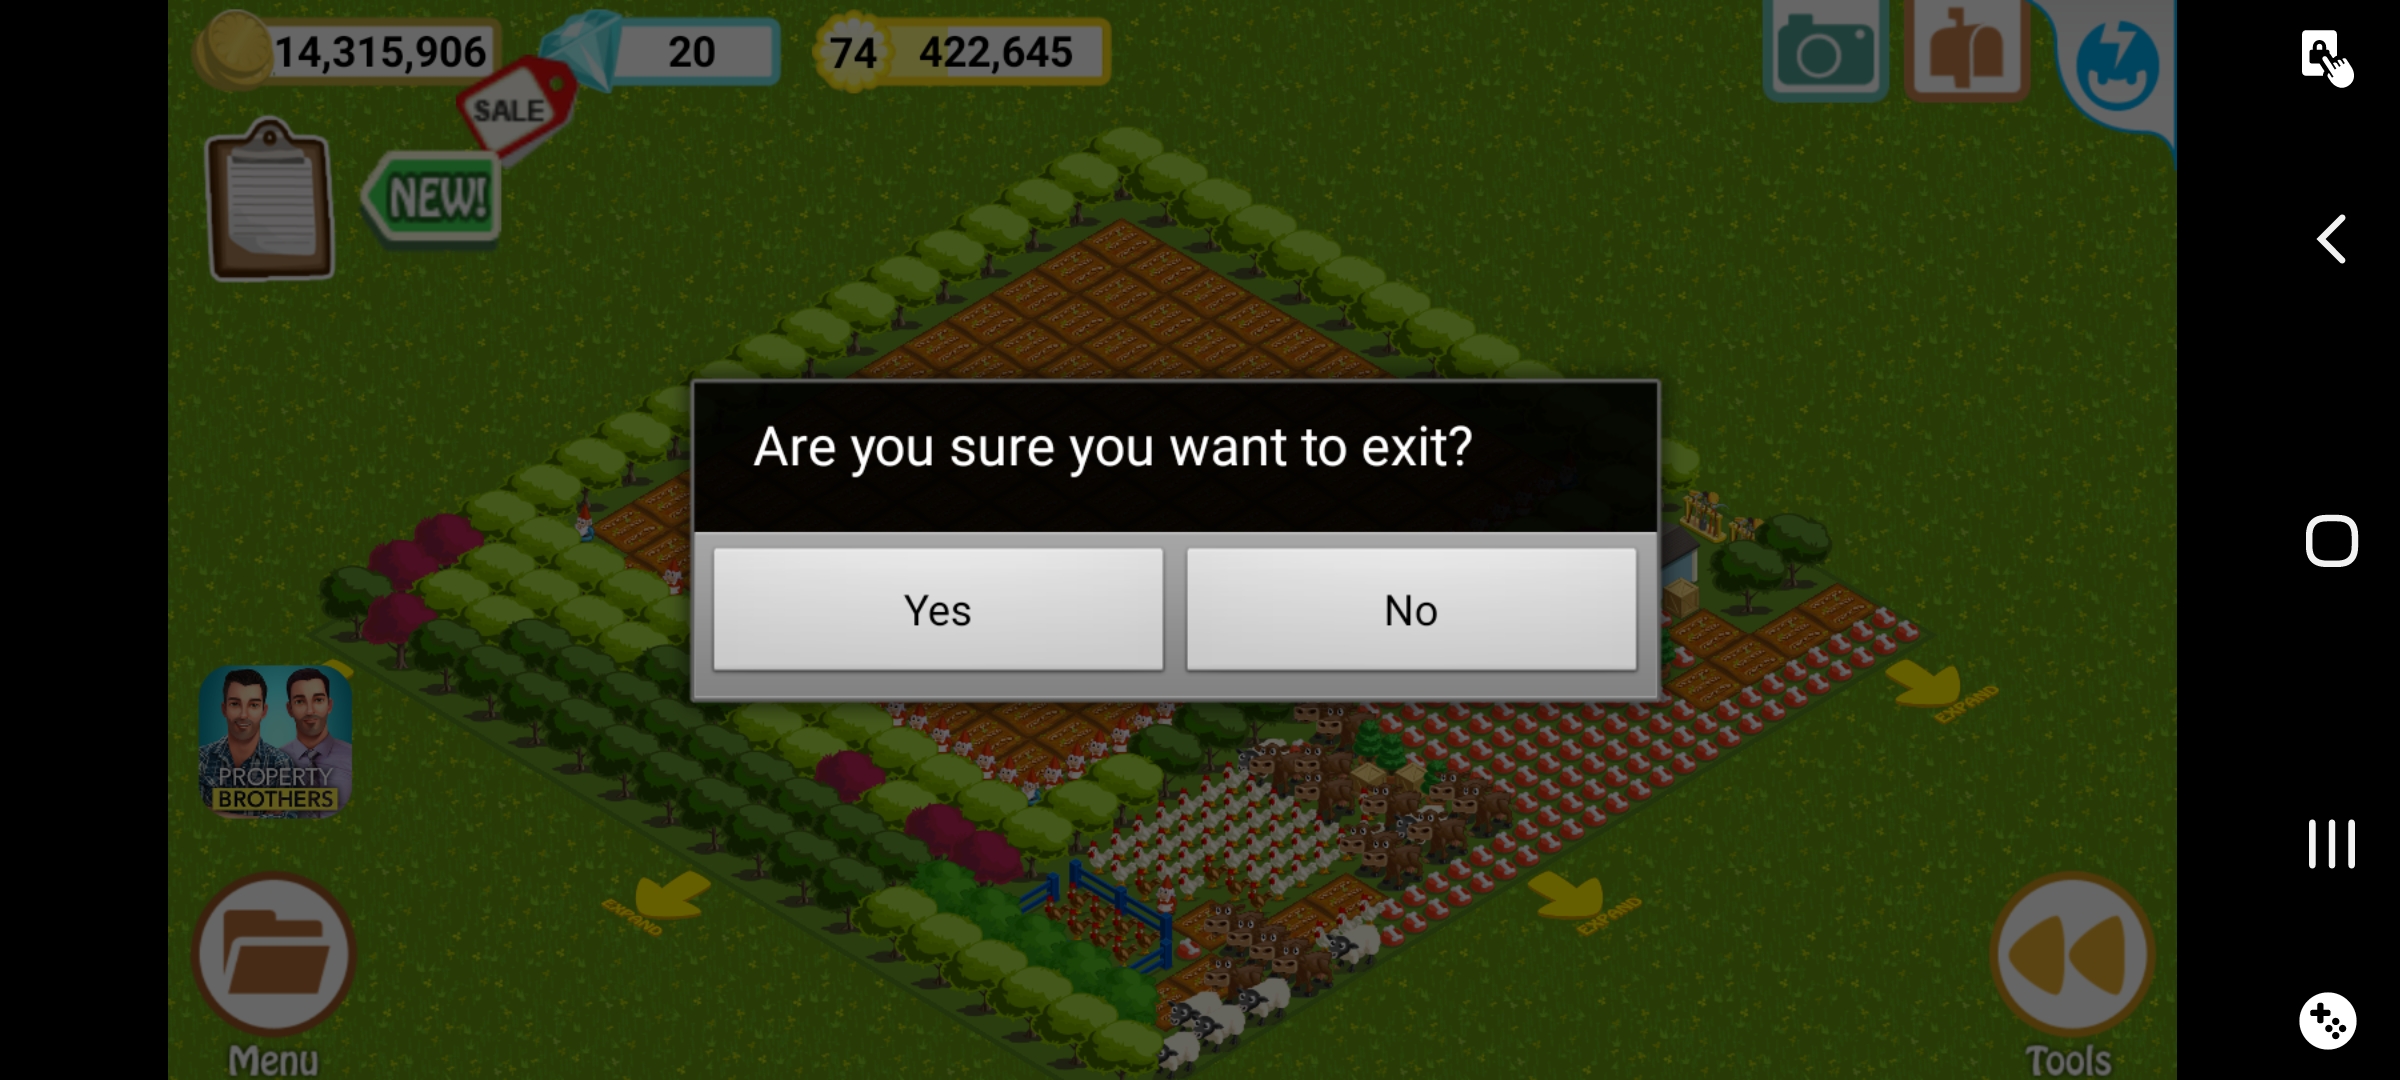 14,315,906
20
74
422,645
SALE
NEW!
Are you sure you want to exit?
Yes
No
PROPERTY
BROTHERS
EXPAND
EXPAND
EXPAND
Menu
Tools